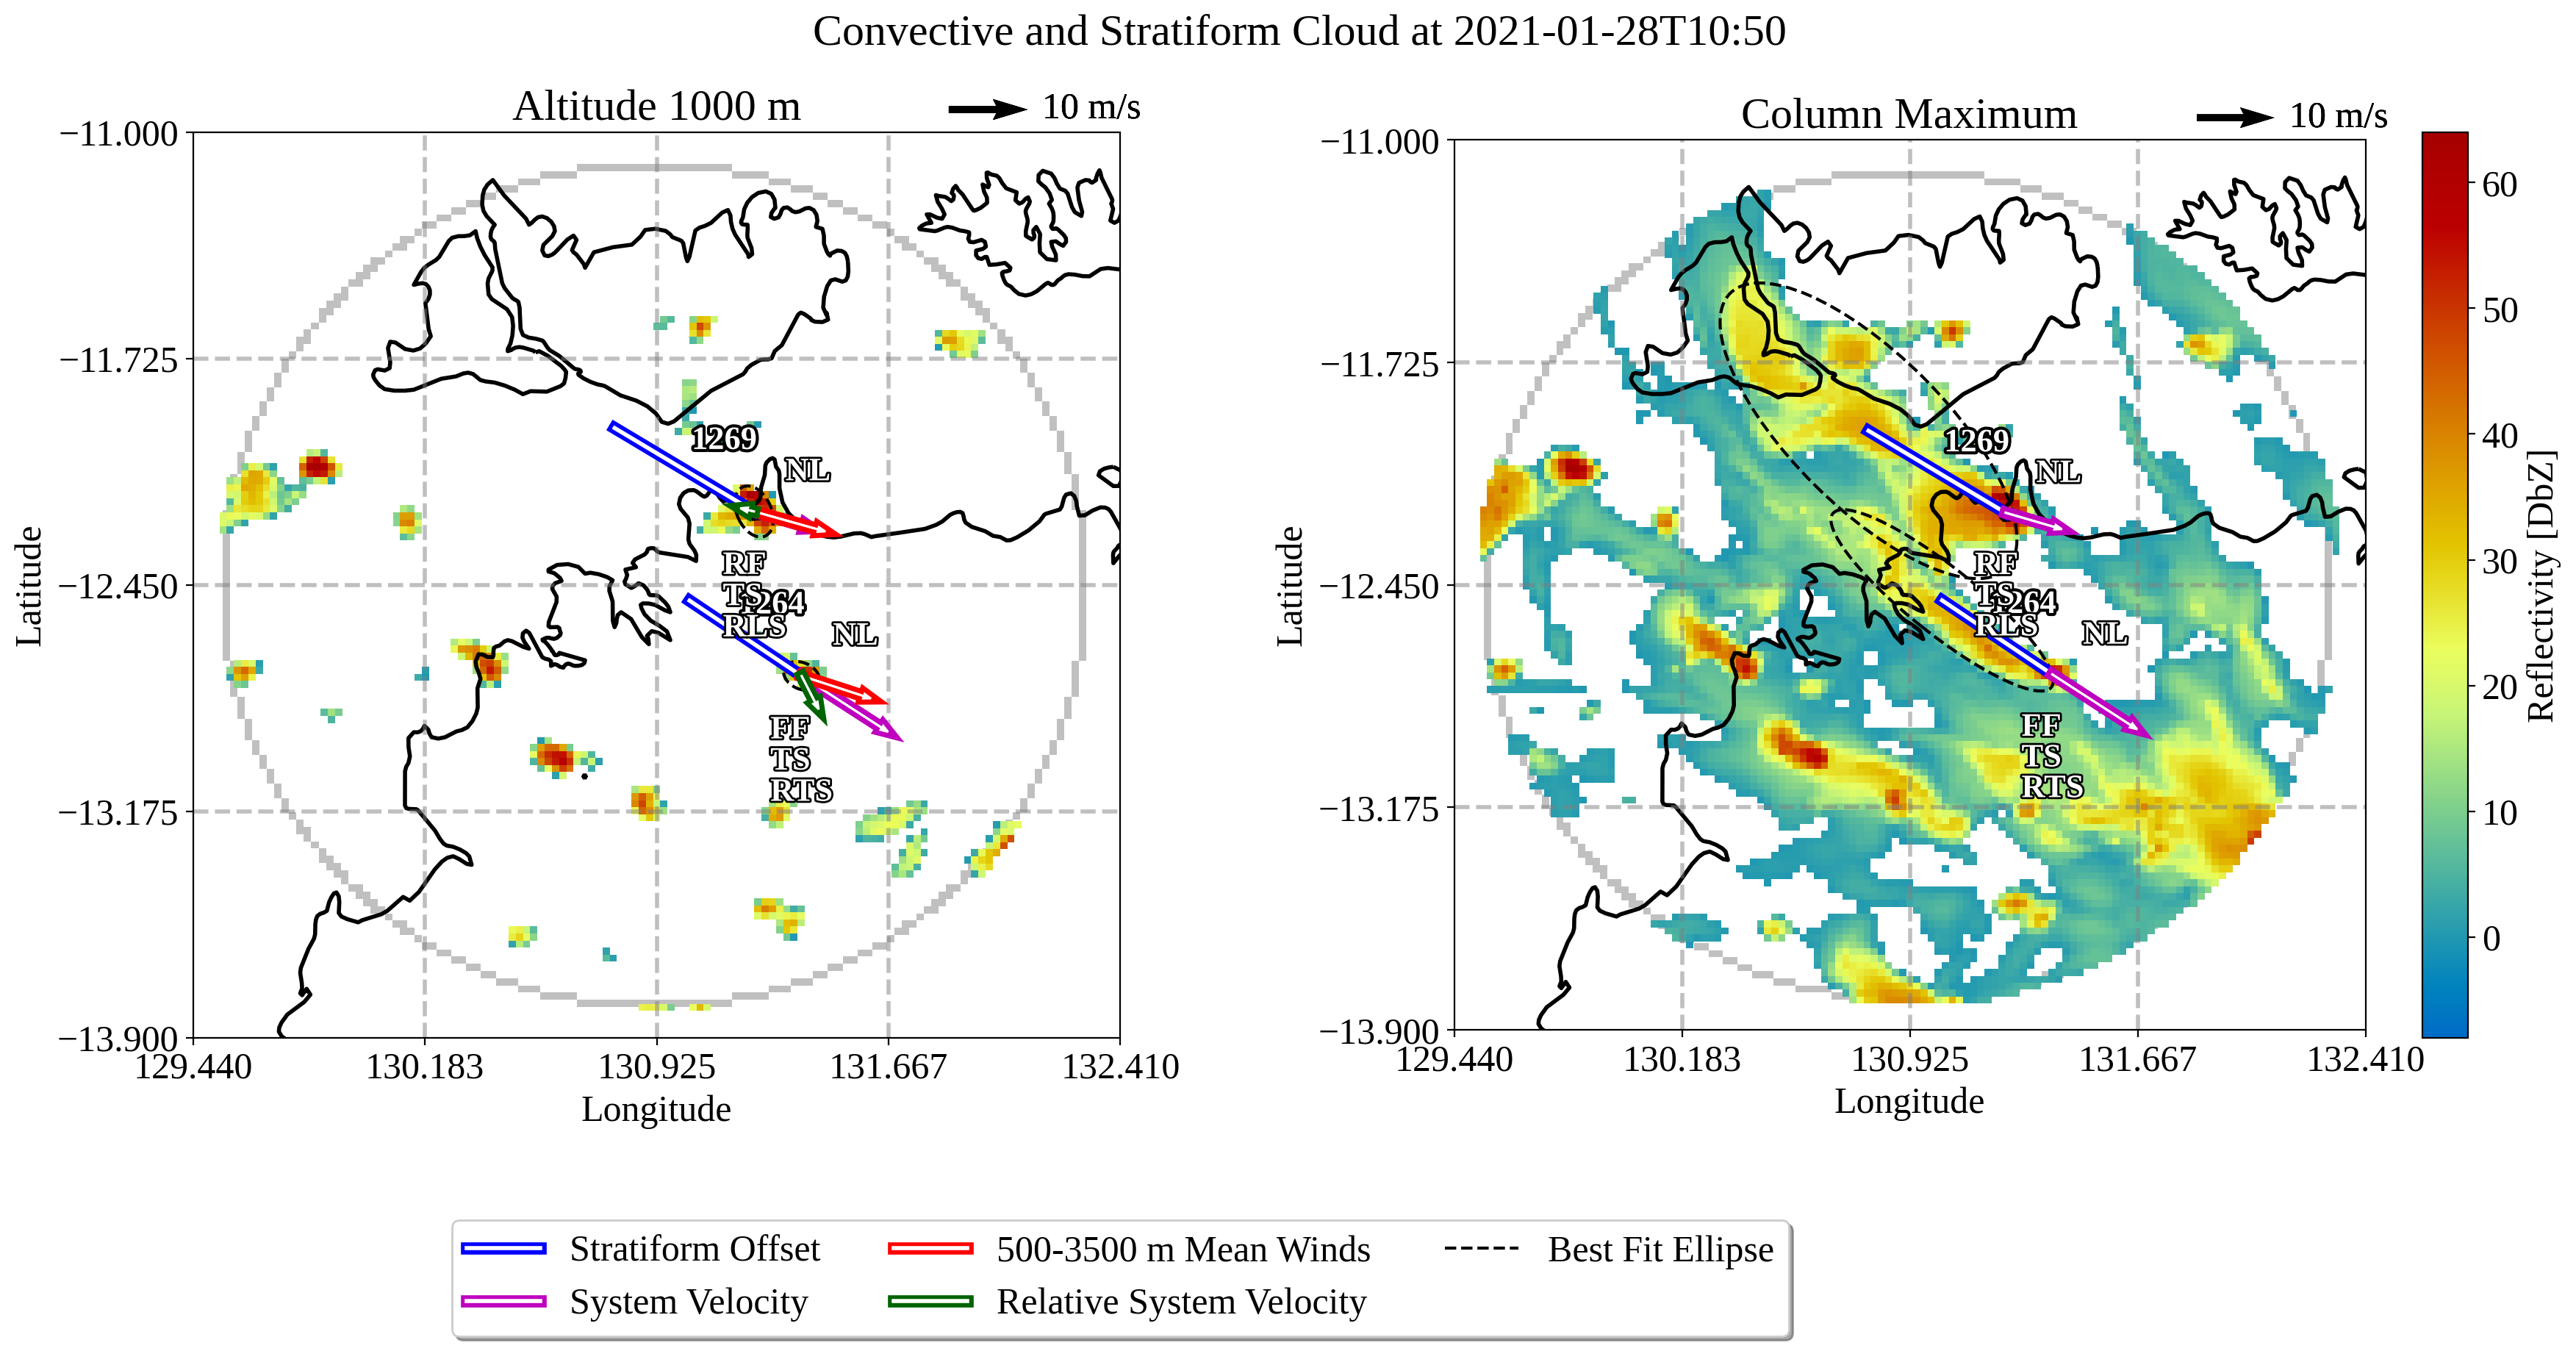 Convective and Stratiform Cloud at 2021-01-28T10:50
Altitude 1000 m
10 m/s
−11.000
−11.725
−12.450
−13.175
−13.900
129.440
130.183
130.925
131.667
132.410
Latitude
Longitude
1269
NL
RF
TS
RLS
1264
NL
FF
TS
RTS
Column Maximum
10 m/s
−11.000
−11.725
−12.450
−13.175
−13.900
129.440
130.183
130.925
131.667
132.410
Latitude
Longitude
1269
NL
RF
TS
RLS
1264
NL
FF
TS
RTS
60
50
40
30
20
10
0
Reflectivity [DbZ]
Stratiform Offset
System Velocity
500-3500 m Mean Winds
Relative System Velocity
Best Fit Ellipse